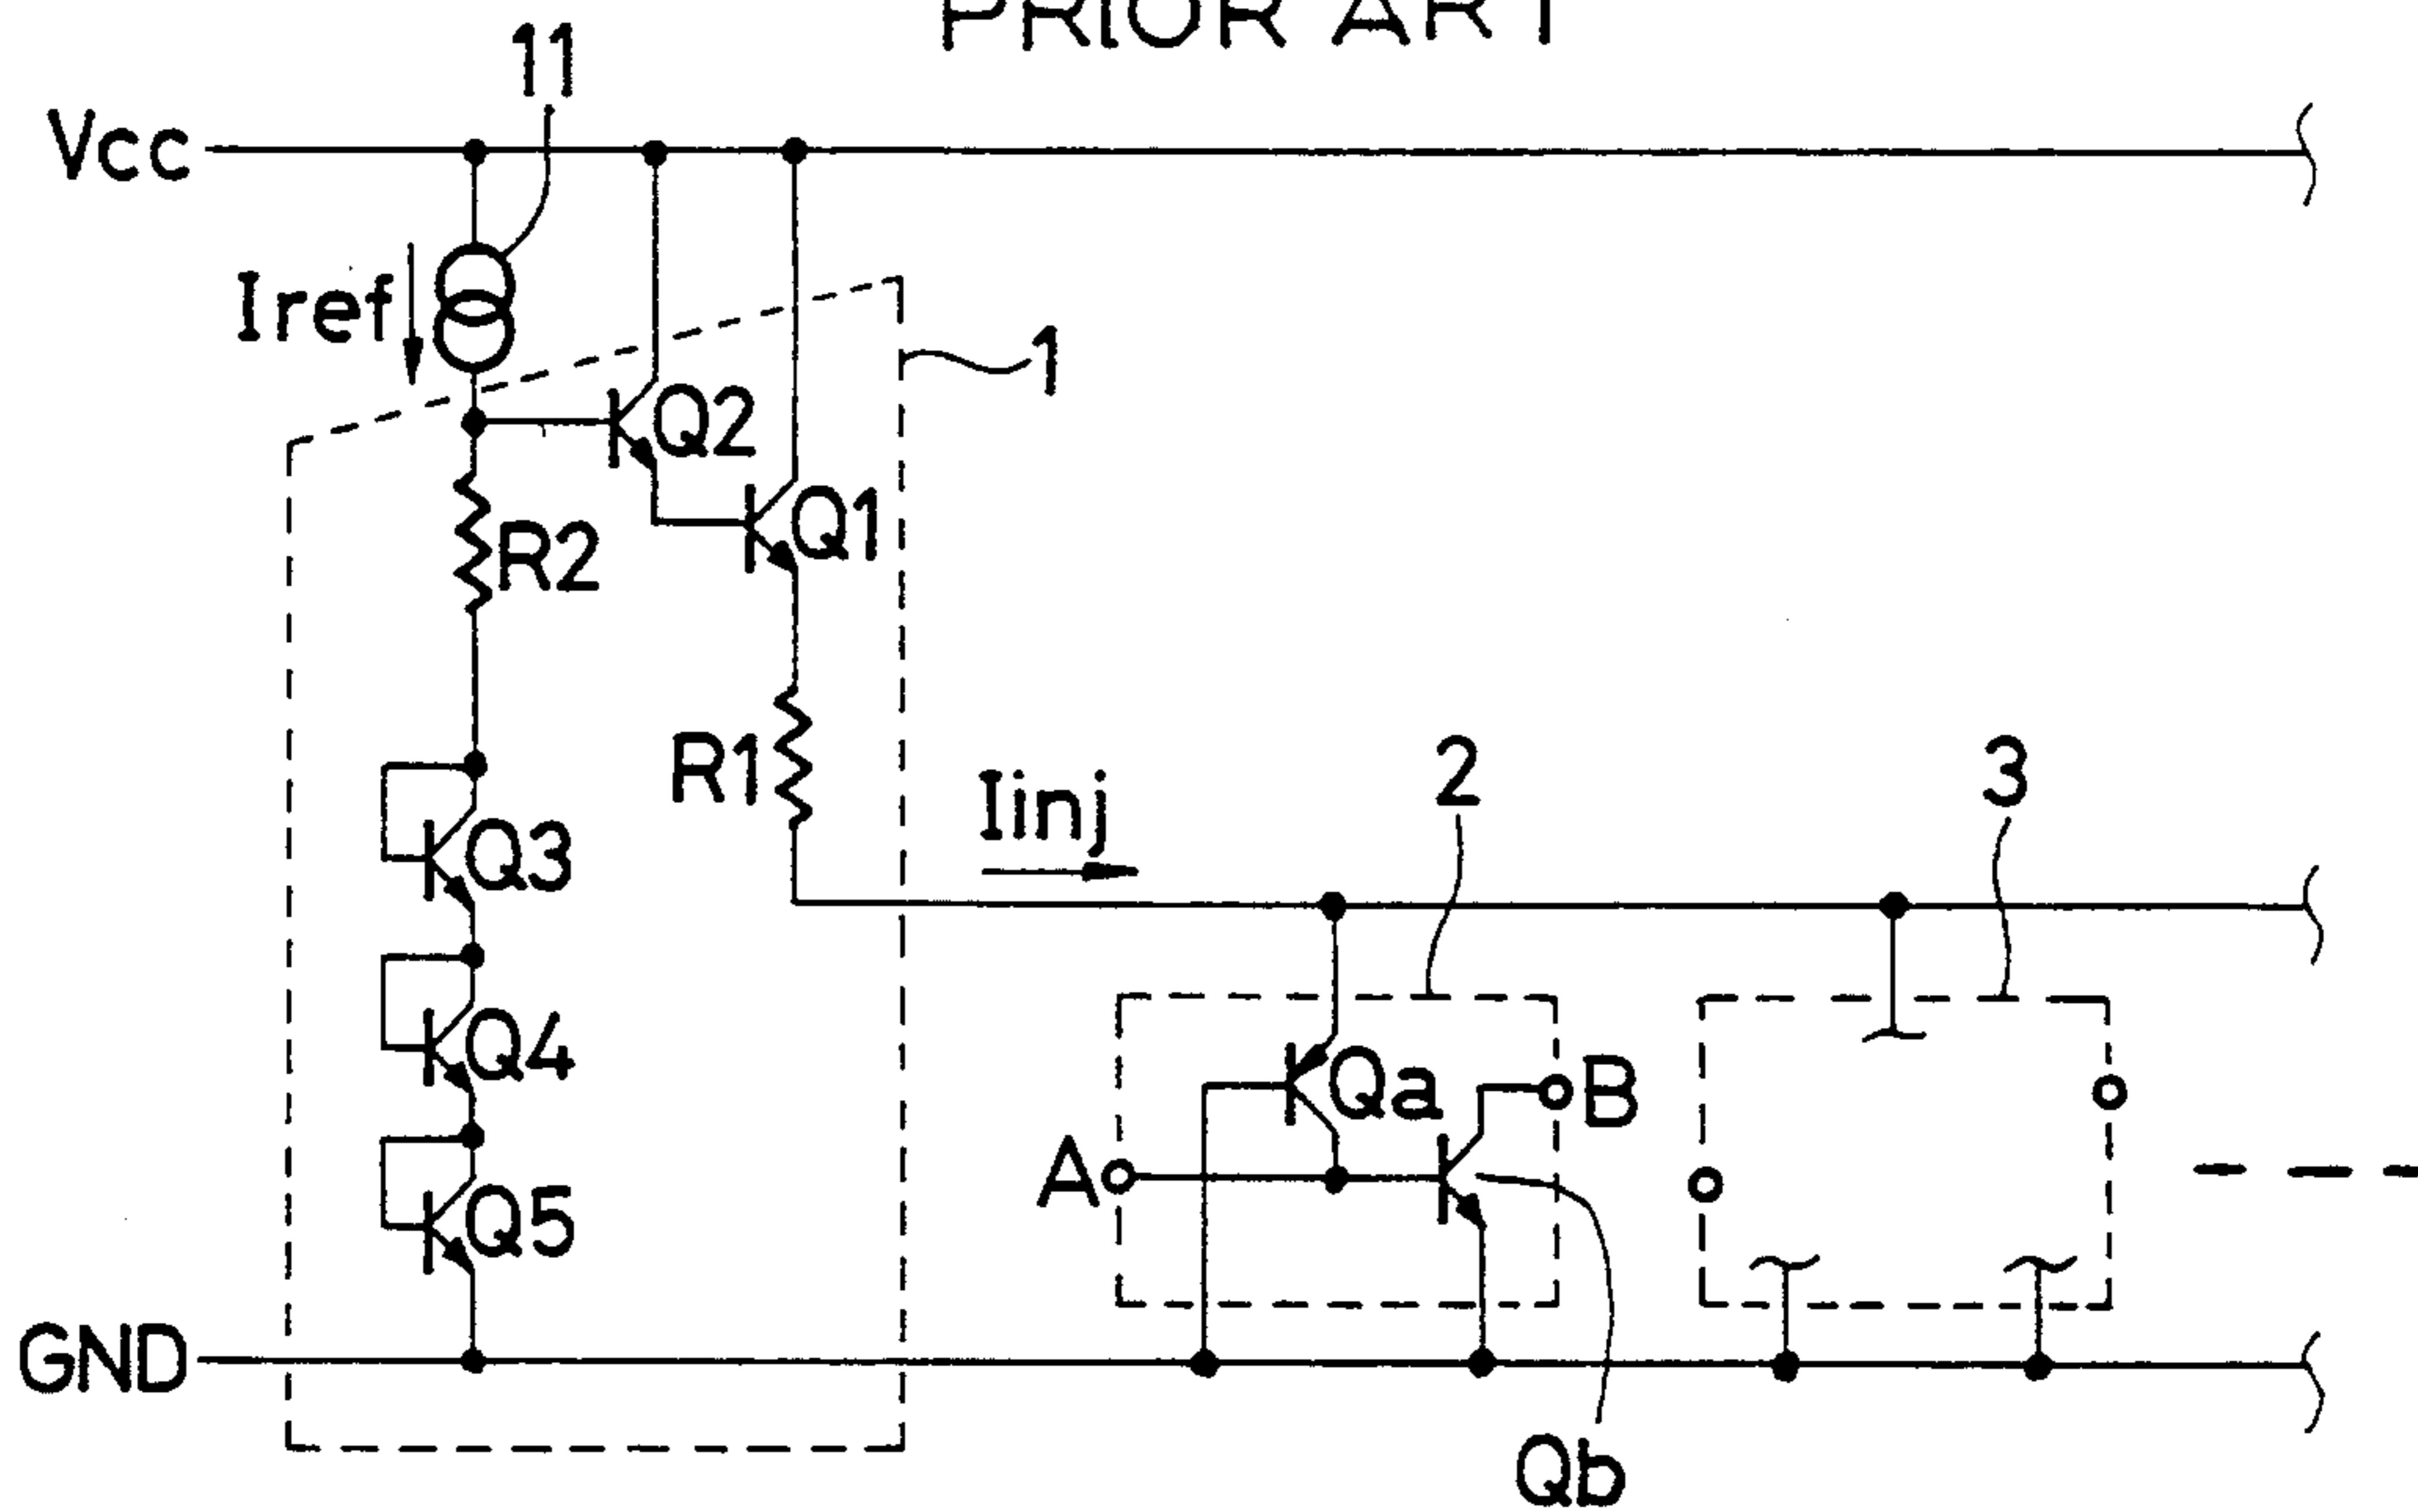 PRIOR ART
11
Vcc
Iref
1
Q2
Q1
R2
R1
Iinj
2
3
Q3
Q4
Qa
B
A
Q5
GND
Qb